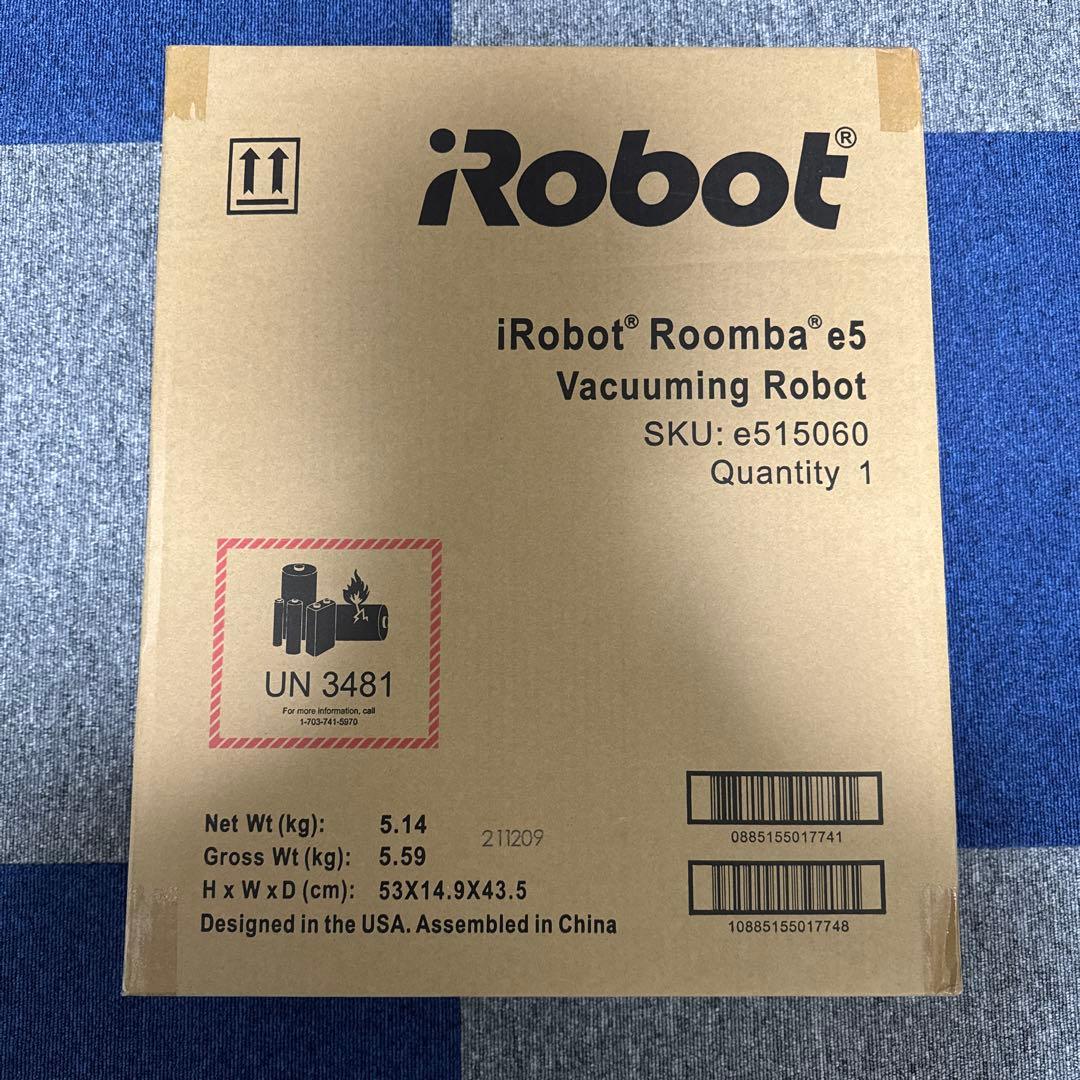 iRobot®
iRobot® Roomba® e5
Vacuuming Robot
SKU: e515060
Quantity 1
UN 3481
For more information, call
1-703-741-5970
Net Wt (kg): 5.14
Gross Wt (kg): 5.59
H x W x D (cm): 53X14.9X43.5
Designed in the USA. Assembled in China
211209
0885155017741
10885155017748